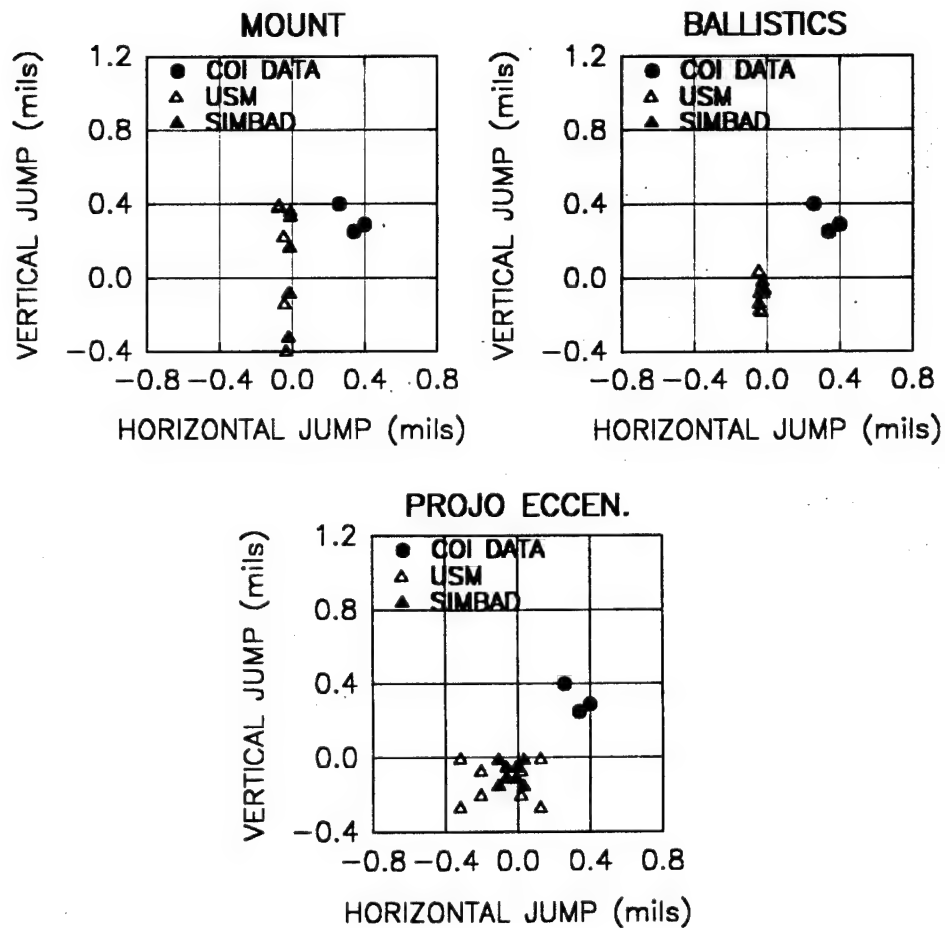 MOUNT
VERTICAL JUMP (mils)
1.2
0.8
0.4
0.0
−0.4
COI DATA
USM
SIMBAD
−0.8 −0.4 0.0 0.4 0.8
HORIZONTAL JUMP (mils)
BALLISTICS
VERTICAL JUMP (mils)
1.2
0.8
0.4
0.0
−0.4
COI DATA
USM
SIMBAD
−0.8 −0.4 0.0 0.4 0.8
HORIZONTAL JUMP (mils)
PROJO ECCEN.
VERTICAL JUMP (mils)
1.2
0.8
0.4
0.0
−0.4
COI DATA
USM
SIMBAD
−0.8 −0.4 0.0 0.4 0.8
HORIZONTAL JUMP (mils)